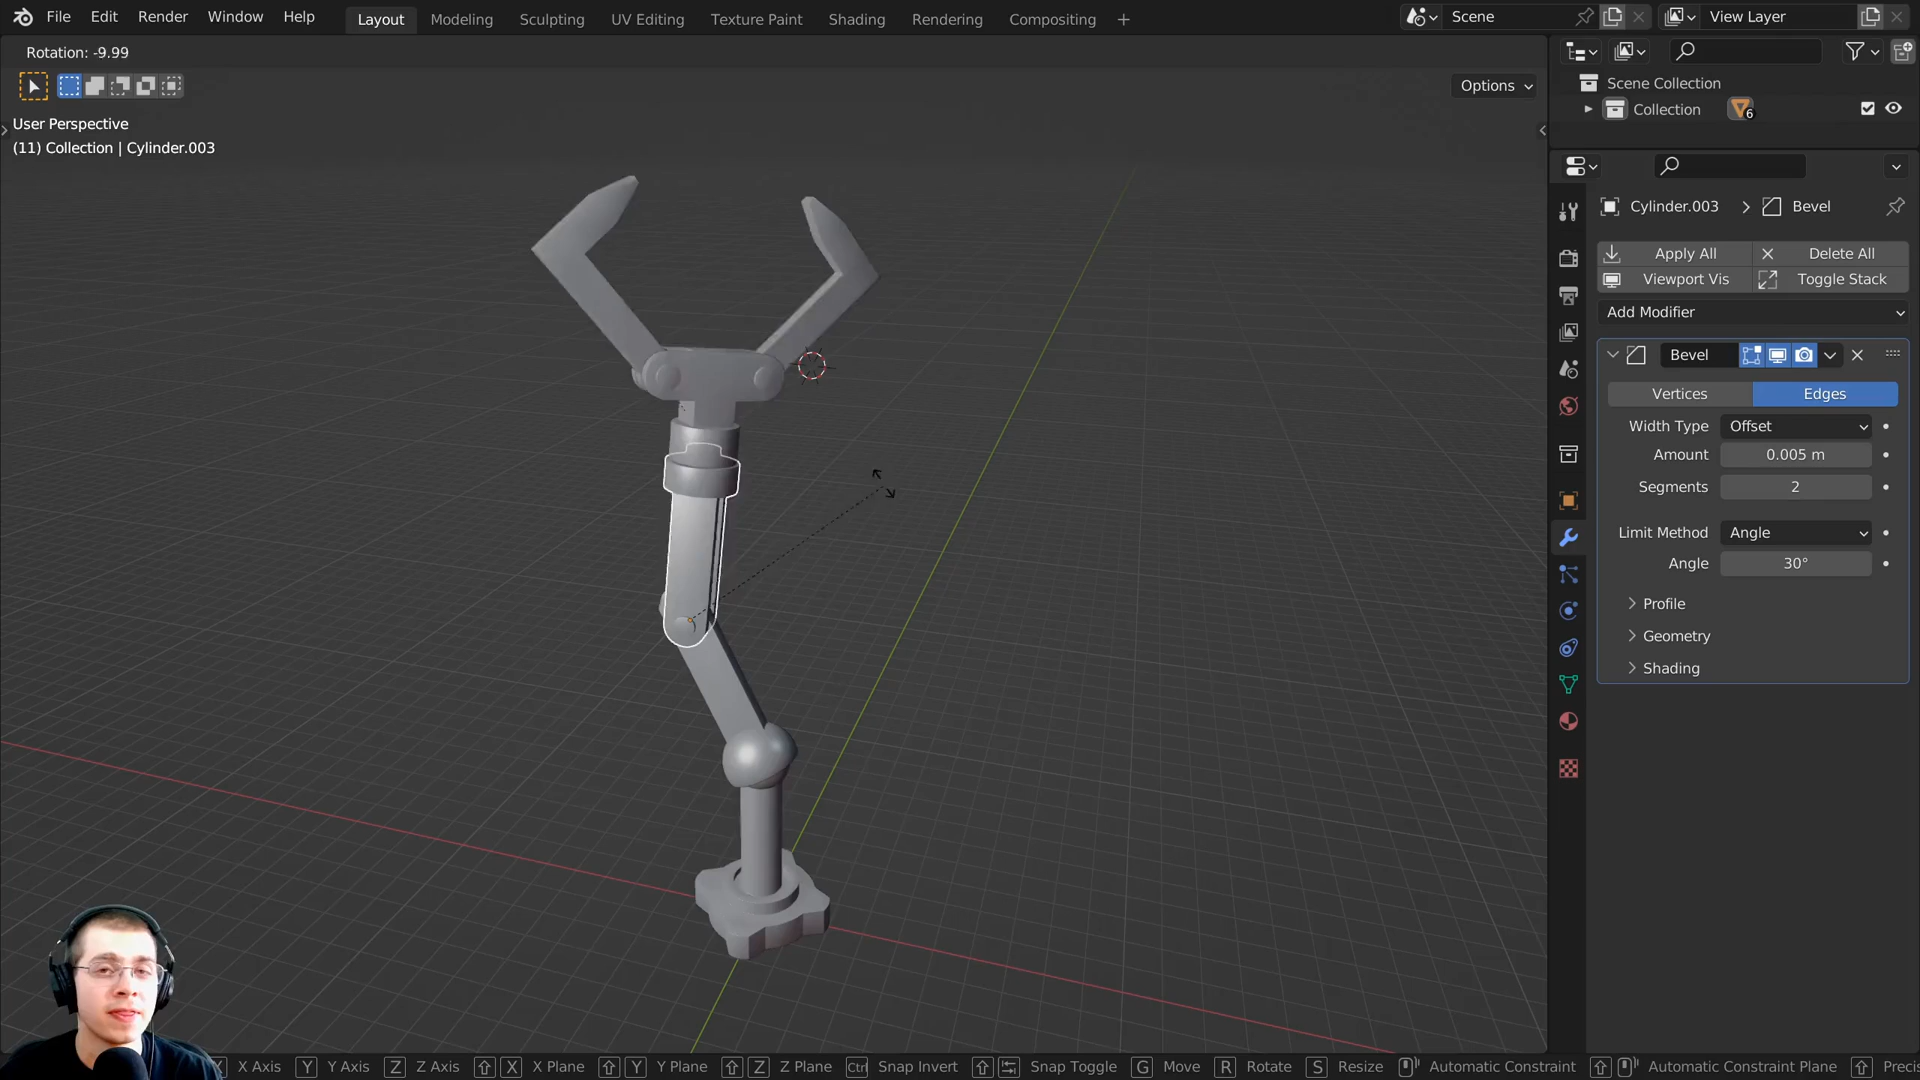 File Edit Render Window Help Layout Modeling Sculpting UV Editing Texture Paint Shading Rendering Compositing + Scene View Layer
Rotation: -9.99
Options
User Perspective
(11) Collection | Cylinder.003
Scene Collection
Collection 6
Cylinder.003 > Bevel
Apply All Delete All
Viewport Vis Toggle Stack
Add Modifier
Bevel
Vertices Edges
Width Type Offset
Amount 0.005 m
Segments 2
Limit Method Angle
Angle 30°
Profile
Geometry
Shading
X X Axis Y Y Axis Z Z Axis X X Plane Y Y Plane Z Z Plane Ctrl Snap Invert Snap Toggle G Move R Rotate S Resize Automatic Constraint Automatic Constraint Plane